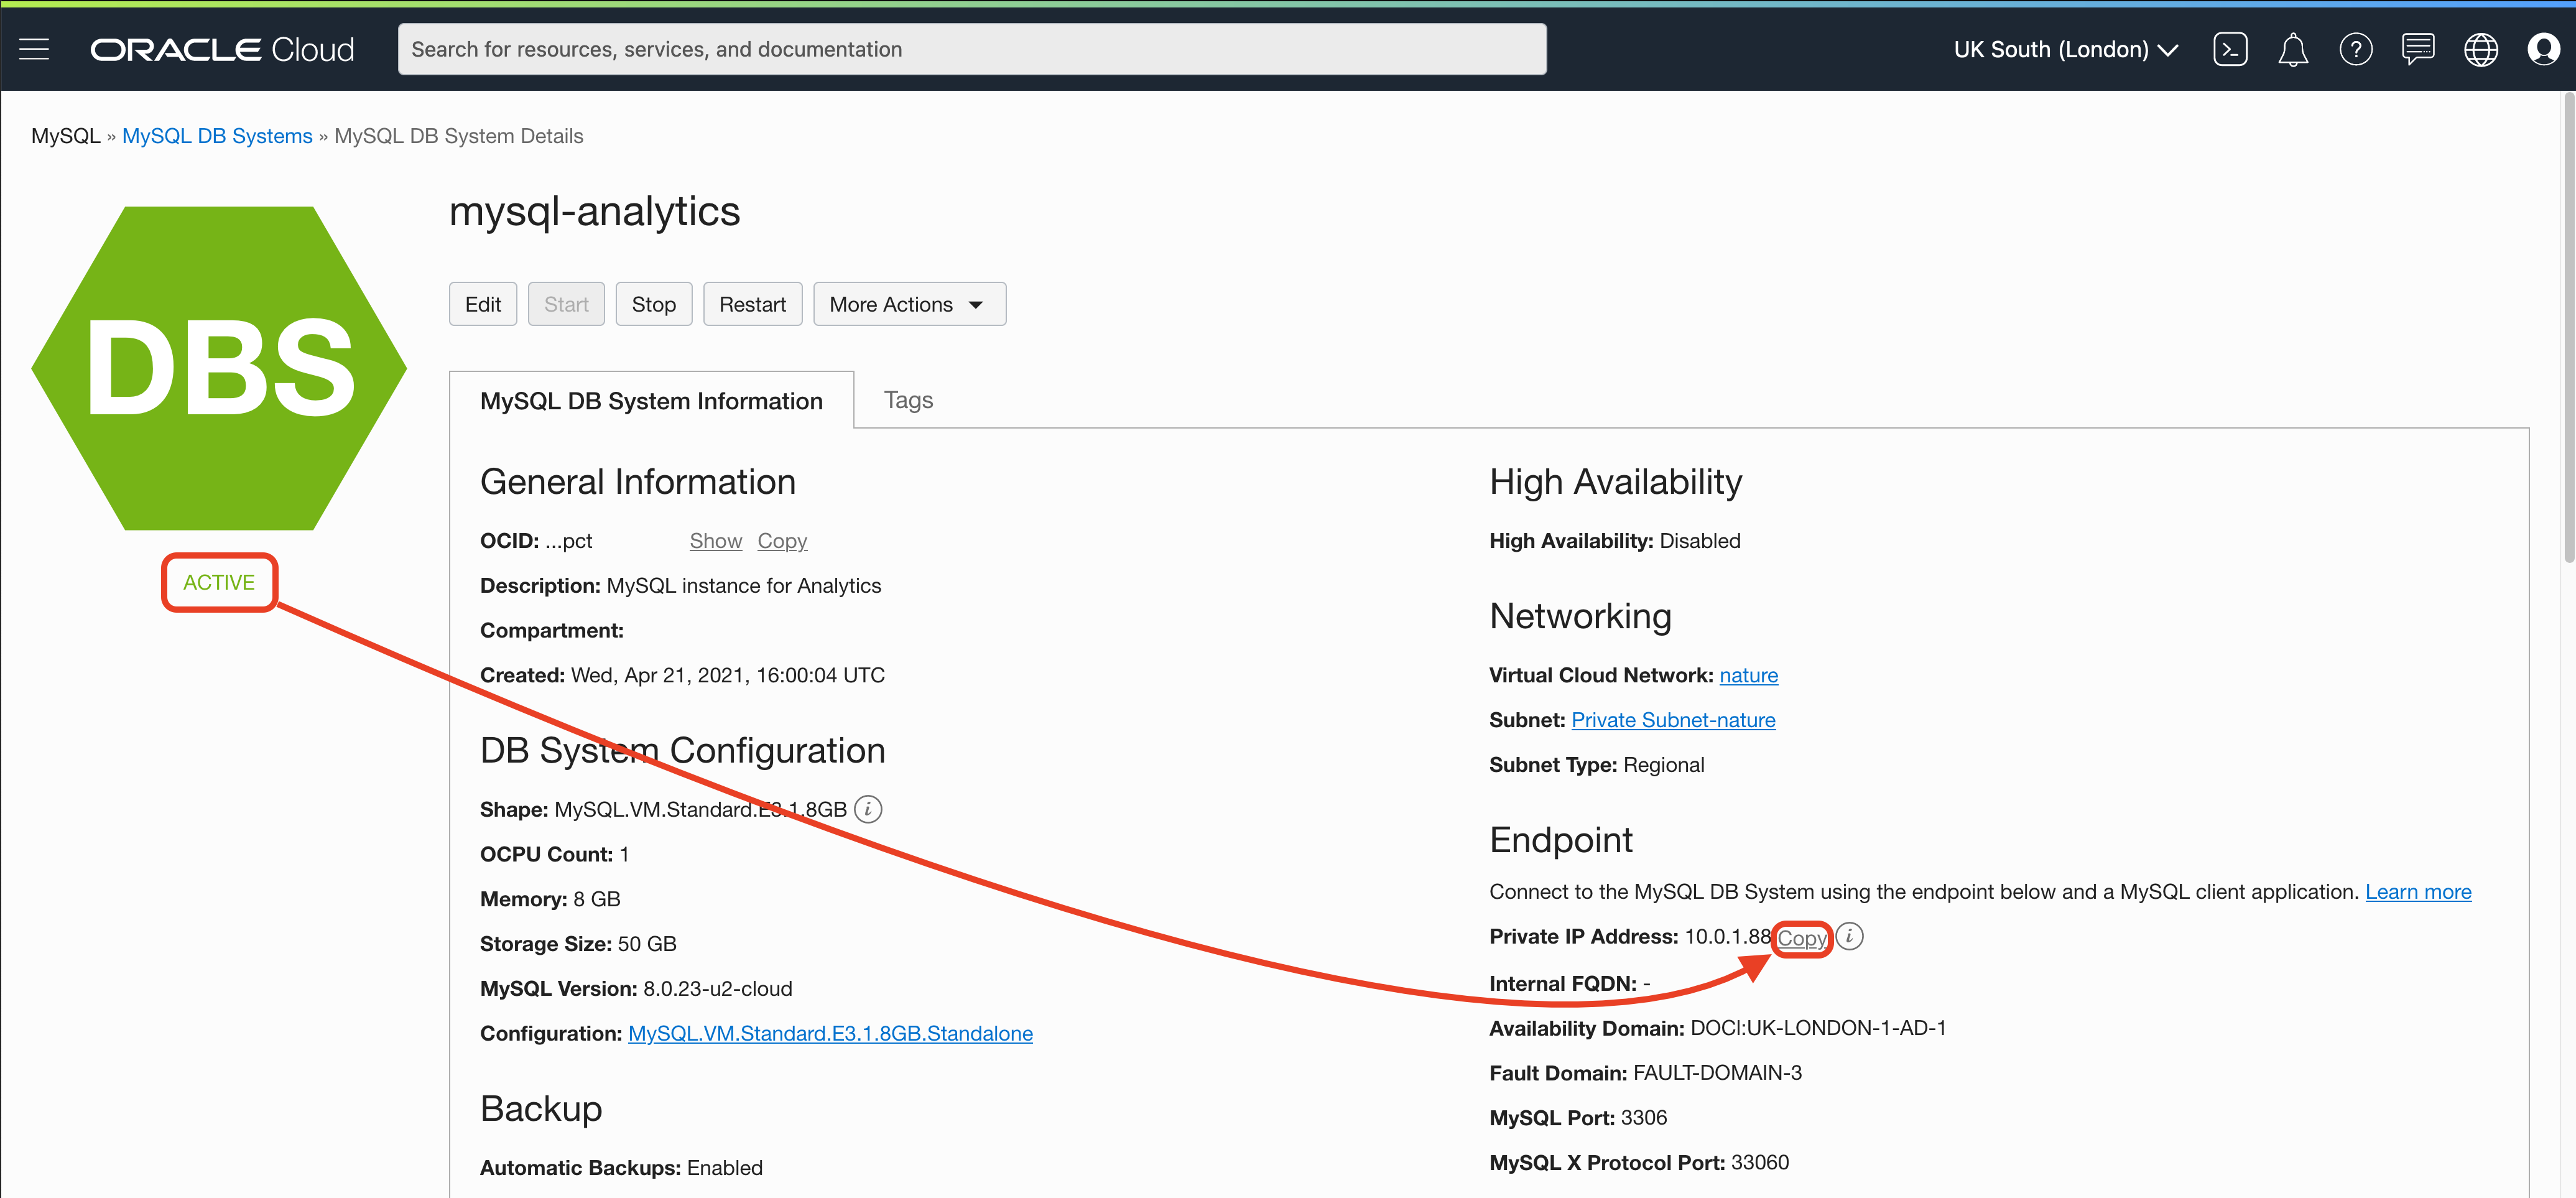 ORACLE Cloud
Search for resources, services, and documentation
UK South (London)
MySQL » MySQL DB Systems » MySQL DB System Details
DBS
ACTIVE
mysql-analytics
Edit Start Stop Restart More Actions
MySQL DB System Information Tags
General Information
OCID: ...pct Show Copy
Description: MySQL instance for Analytics
Compartment:
Created: Wed, Apr 21, 2021, 16:00:04 UTC
DB System Configuration
Shape: MySQL.VM.Standard.E3.1.8GB
OCPU Count: 1
Memory: 8 GB
Storage Size: 50 GB
MySQL Version: 8.0.23-u2-cloud
Configuration: MySQL.VM.Standard.E3.1.8GB.Standalone
Backup
Automatic Backups: Enabled
High Availability
High Availability: Disabled
Networking
Virtual Cloud Network: nature
Subnet: Private Subnet-nature
Subnet Type: Regional
Endpoint
Connect to the MySQL DB System using the endpoint below and a MySQL client application. Learn more
Private IP Address: 10.0.1.88 Copy
Internal FQDN: -
Availability Domain: DOCl:UK-LONDON-1-AD-1
Fault Domain: FAULT-DOMAIN-3
MySQL Port: 3306
MySQL X Protocol Port: 33060